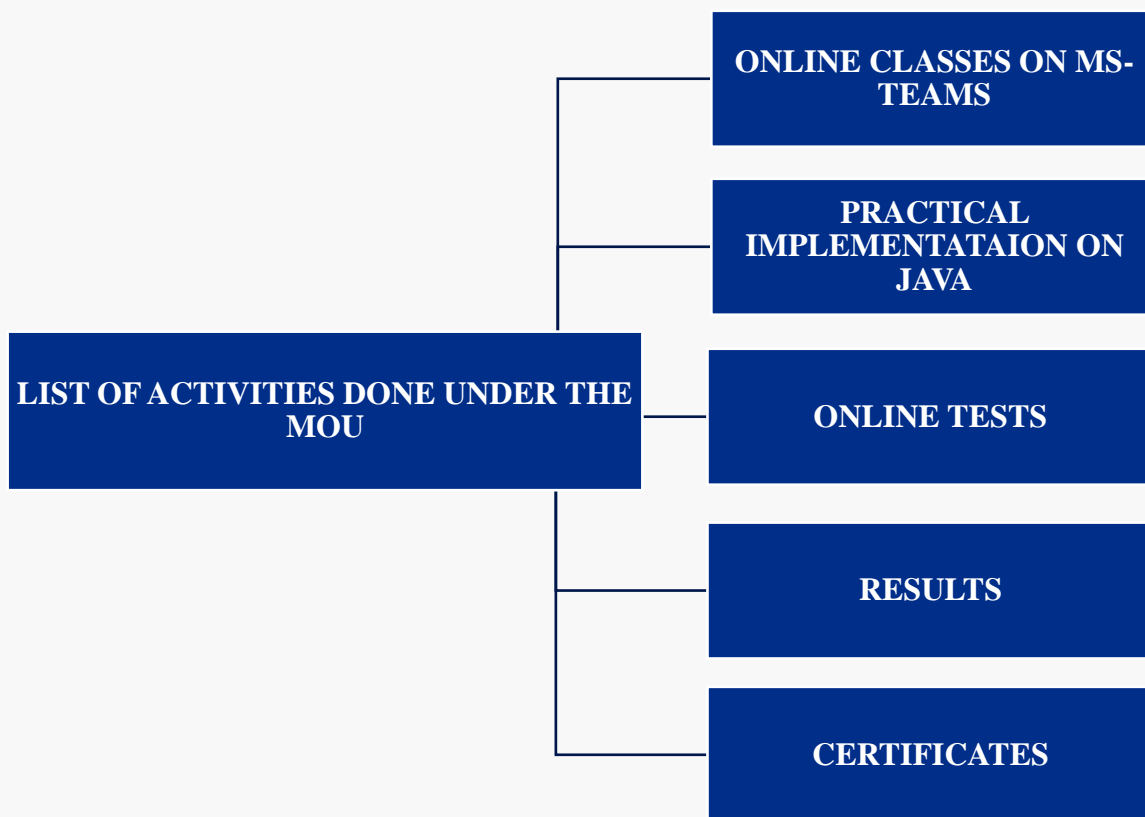 ONLINE CLASSES ON MS-
TEAMS
PRACTICAL
IMPLEMENTATAION ON
JAVA
LIST OF ACTIVITIES DONE UNDER THE
MOU
ONLINE TESTS
RESULTS
CERTIFICATES